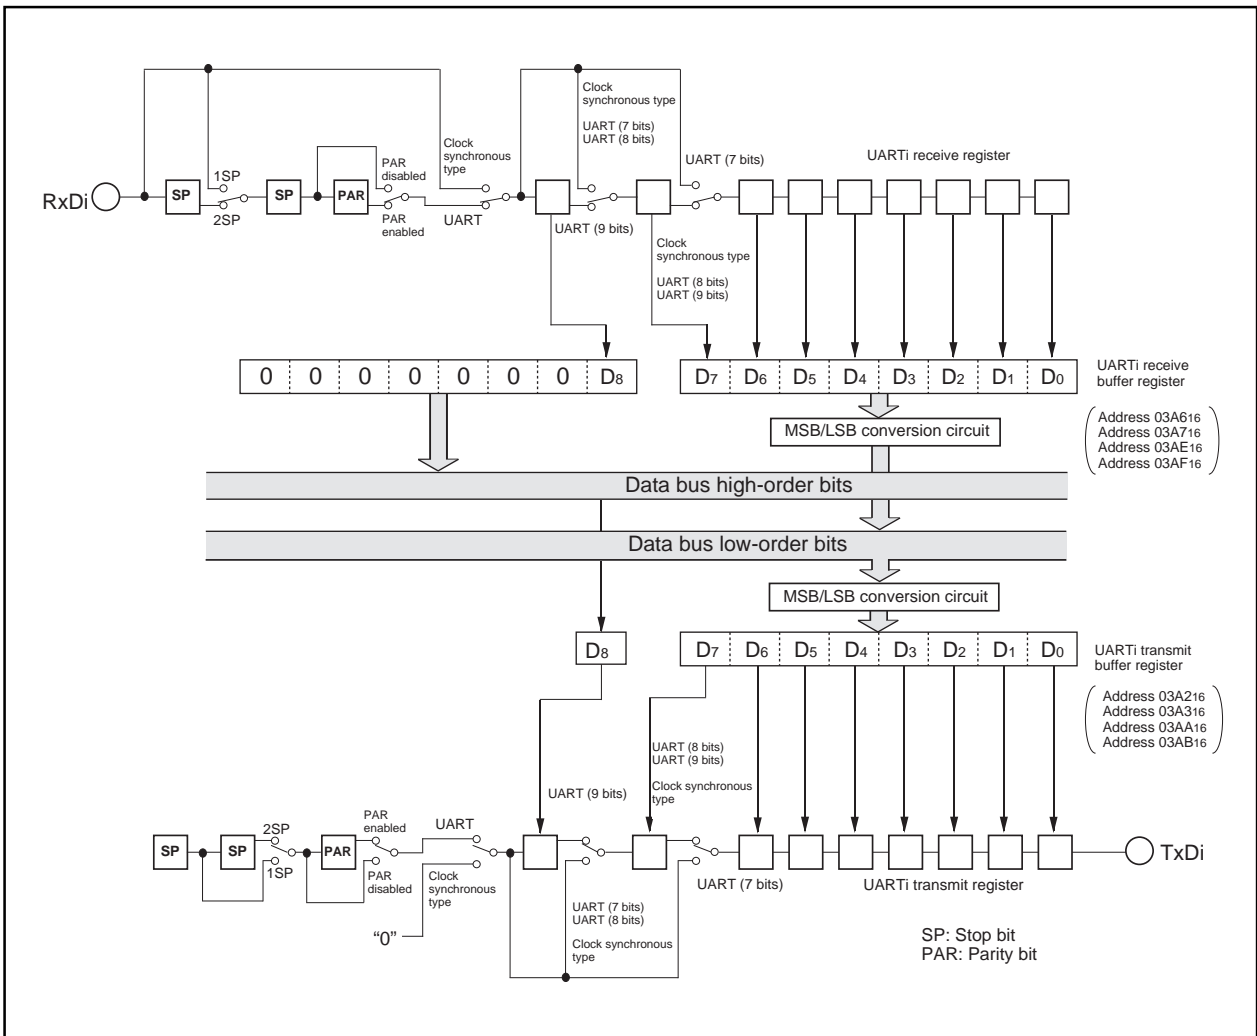 Clock
synchronous type
UART (7 bits)
UART (8 bits)
Clock
synchronous
type
UART (7 bits)
UARTi receive register
PAR
disabled
1SP
RxDi
SP
SP
PAR
2SP
PAR
enabled
UART
UART (9 bits)
Clock
synchronous type
UART (8 bits)
UART (9 bits)
0 0 0 0 0 0 0 D8
D7 D6 D5 D4 D3 D2 D1 D0
UARTi receive
buffer register
MSB/LSB conversion circuit
Address 03A616
Address 03A716
Address 03AE16
Address 03AF16
Data bus high-order bits
Data bus low-order bits
MSB/LSB conversion circuit
D8
D7 D6 D5 D4 D3 D2 D1 D0
UARTi transmit
buffer register
Address 03A216
Address 03A316
Address 03AA16
Address 03AB16
UART (8 bits)
UART (9 bits)
Clock synchronous
type
UART (9 bits)
PAR
enabled
UART
2SP
SP
SP
PAR
1SP
PAR
disabled
Clock
synchronous
type
"0"
UART (7 bits)
UART (8 bits)
Clock synchronous
type
UART (7 bits)
UARTi transmit register
TxDi
SP: Stop bit
PAR: Parity bit